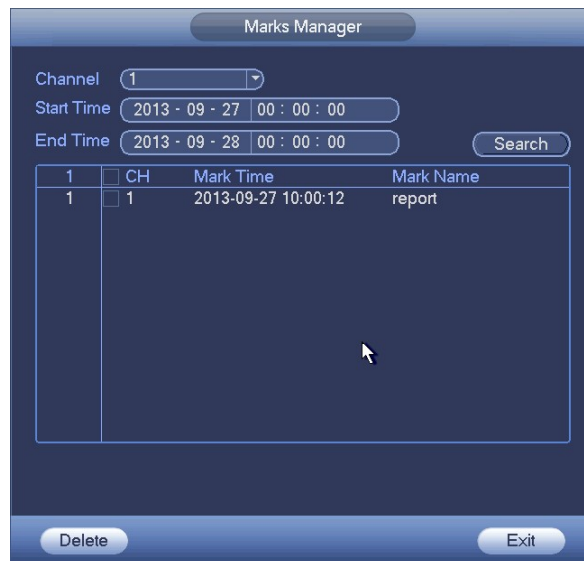 Marks Manager
Channel 1
Start Time 2013 - 09 - 27 00 : 00 : 00
End Time 2013 - 09 - 28 00 : 00 : 00 Search
1 CH Mark Time Mark Name
1 1 2013-09-27 10:00:12 report
Delete Exit